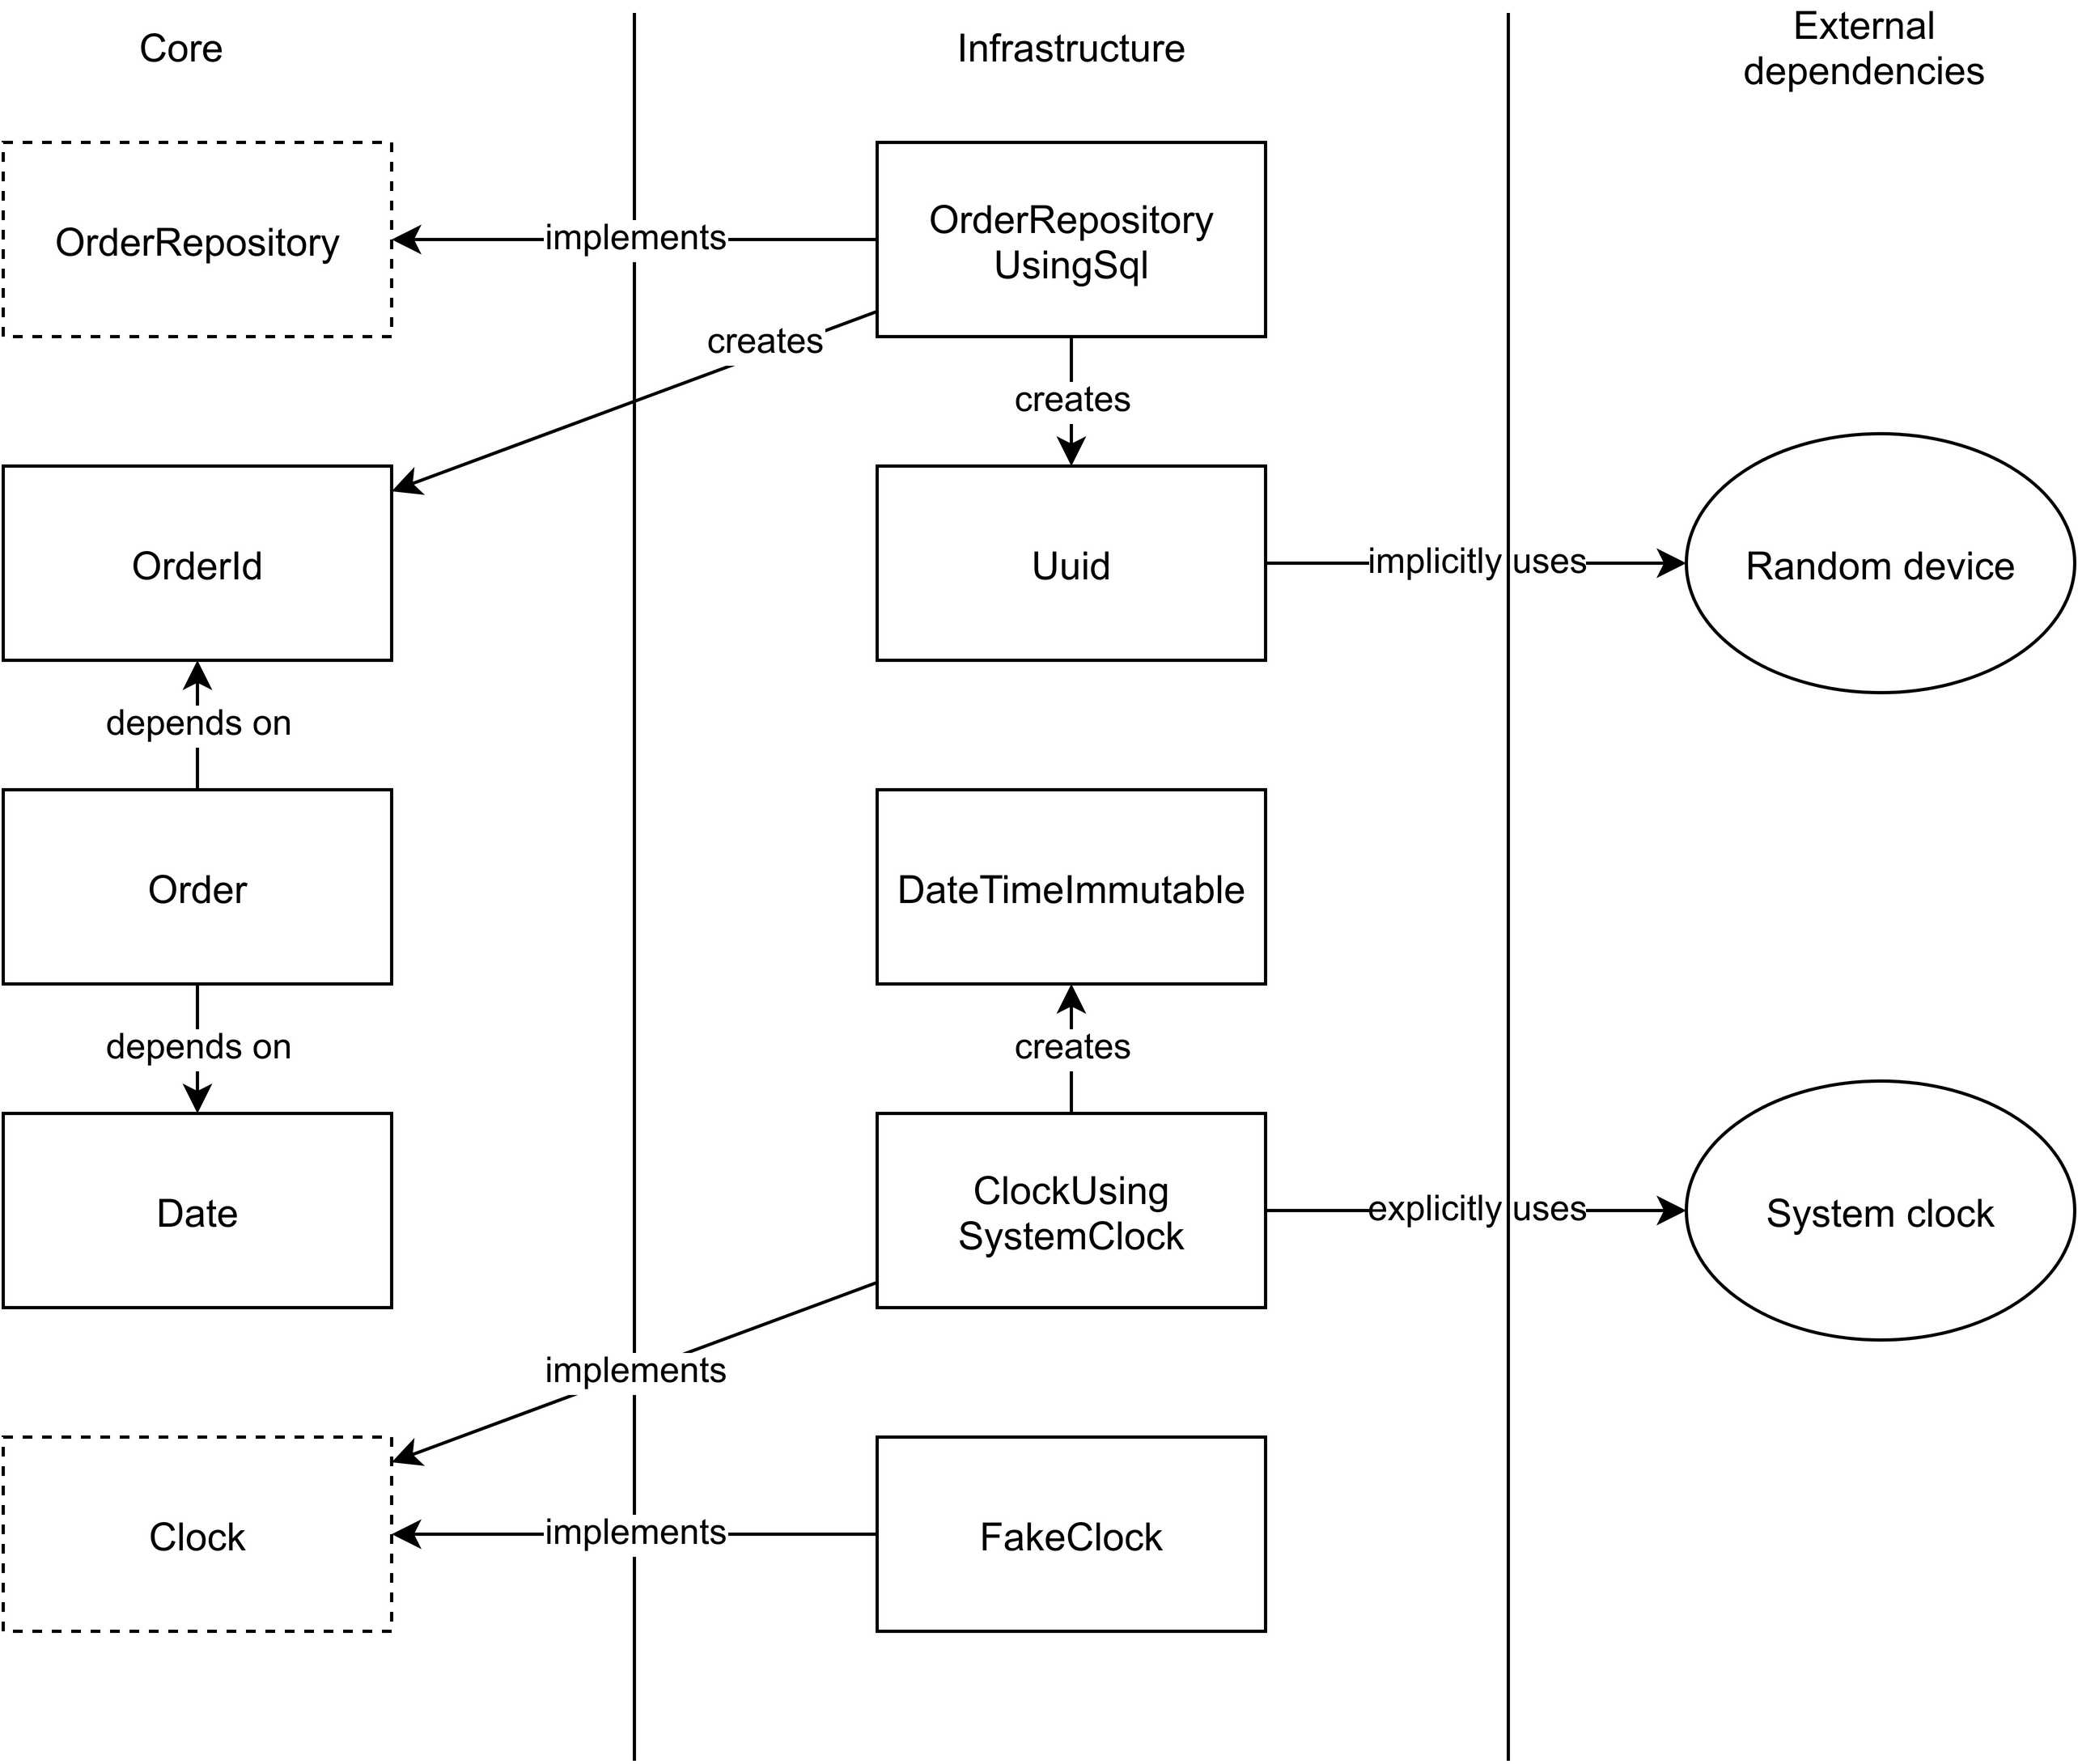 Core
Infrastructure
External
dependencies
OrderRepository
implements
OrderRepository
UsingSql
creates
creates
OrderId
Uuid
implicitly uses
Random device
depends on
Order
DateTimeImmutable
depends on
creates
Date
ClockUsing
SystemClock
explicitly uses
System clock
implements
Clock
implements
FakeClock